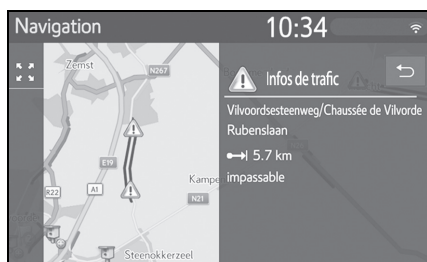 Navigation
10:34
Zemst
N267
Infos de trafic
Vilvoordsesteenweg/Chaussée de Vilvorde
Rubenslaan
5.7 km
impassable
E19
Kampe
R22
A1
N21
Steenokkerzeel